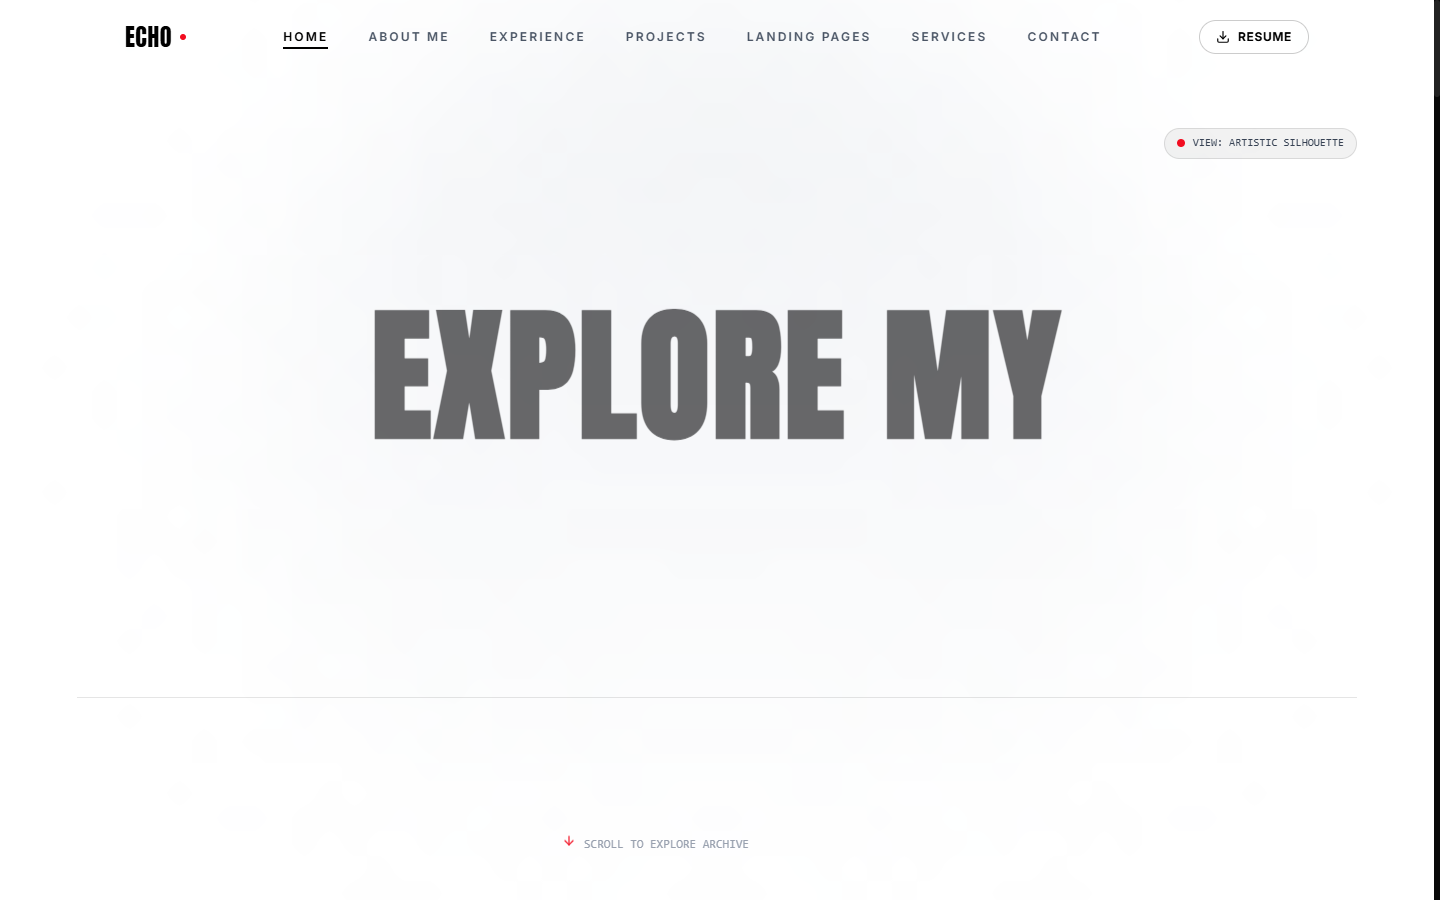 ECHO
HOME ABOUT ME EXPERIENCE PROJECTS LANDING PAGES SERVICES CONTACT
RESUME
VIEW: ARTISTIC SILHOUETTE
EXPLORE MY
SCROLL TO EXPLORE ARCHIVE